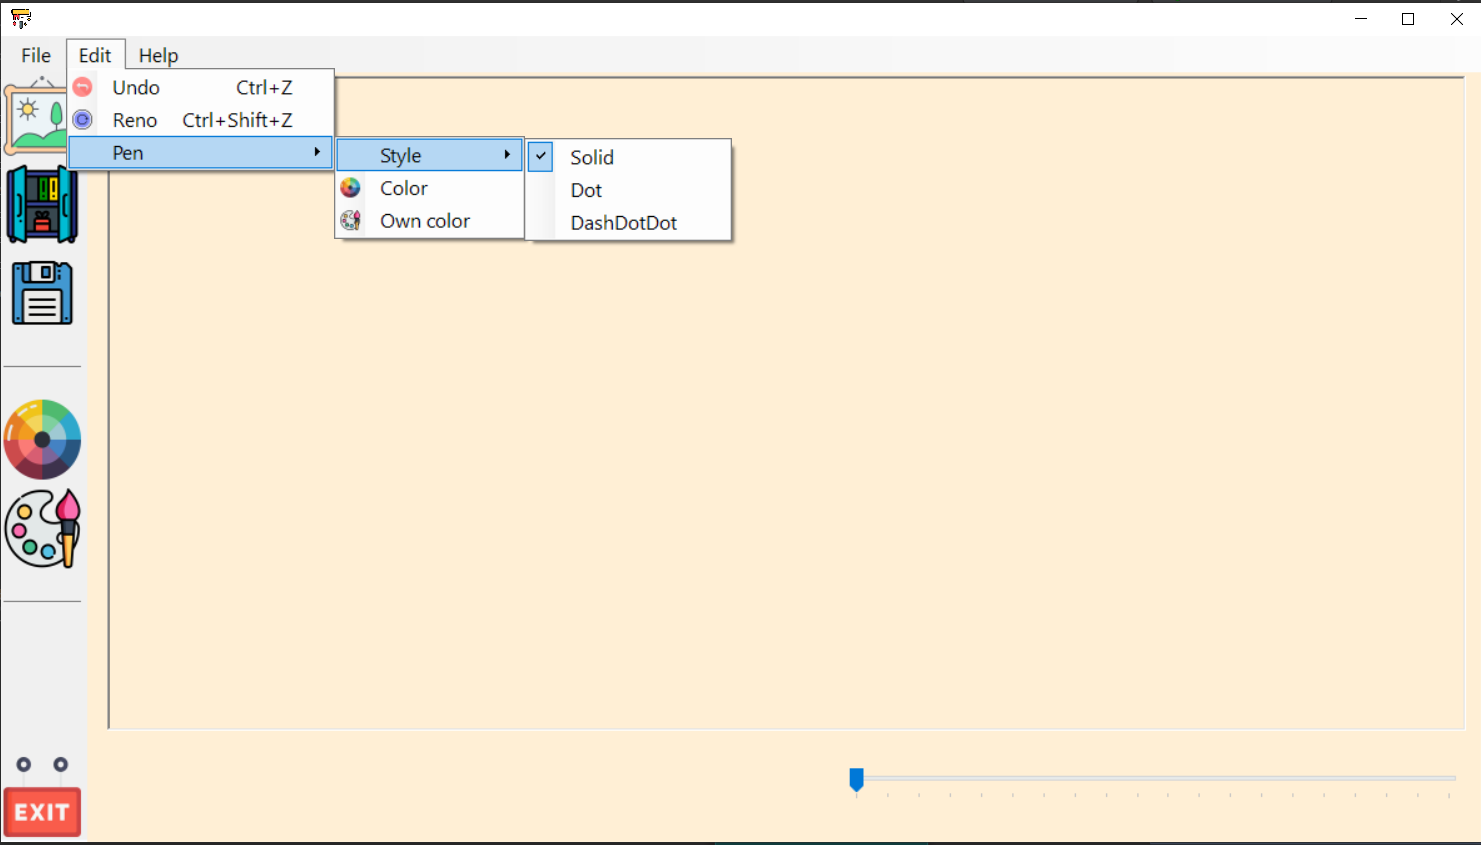 File Edit Help
Undo Ctrl+Z
Reno Ctrl+Shift+Z
Pen
Style
Color
Own color
Solid
Dot
DashDotDot
EXIT